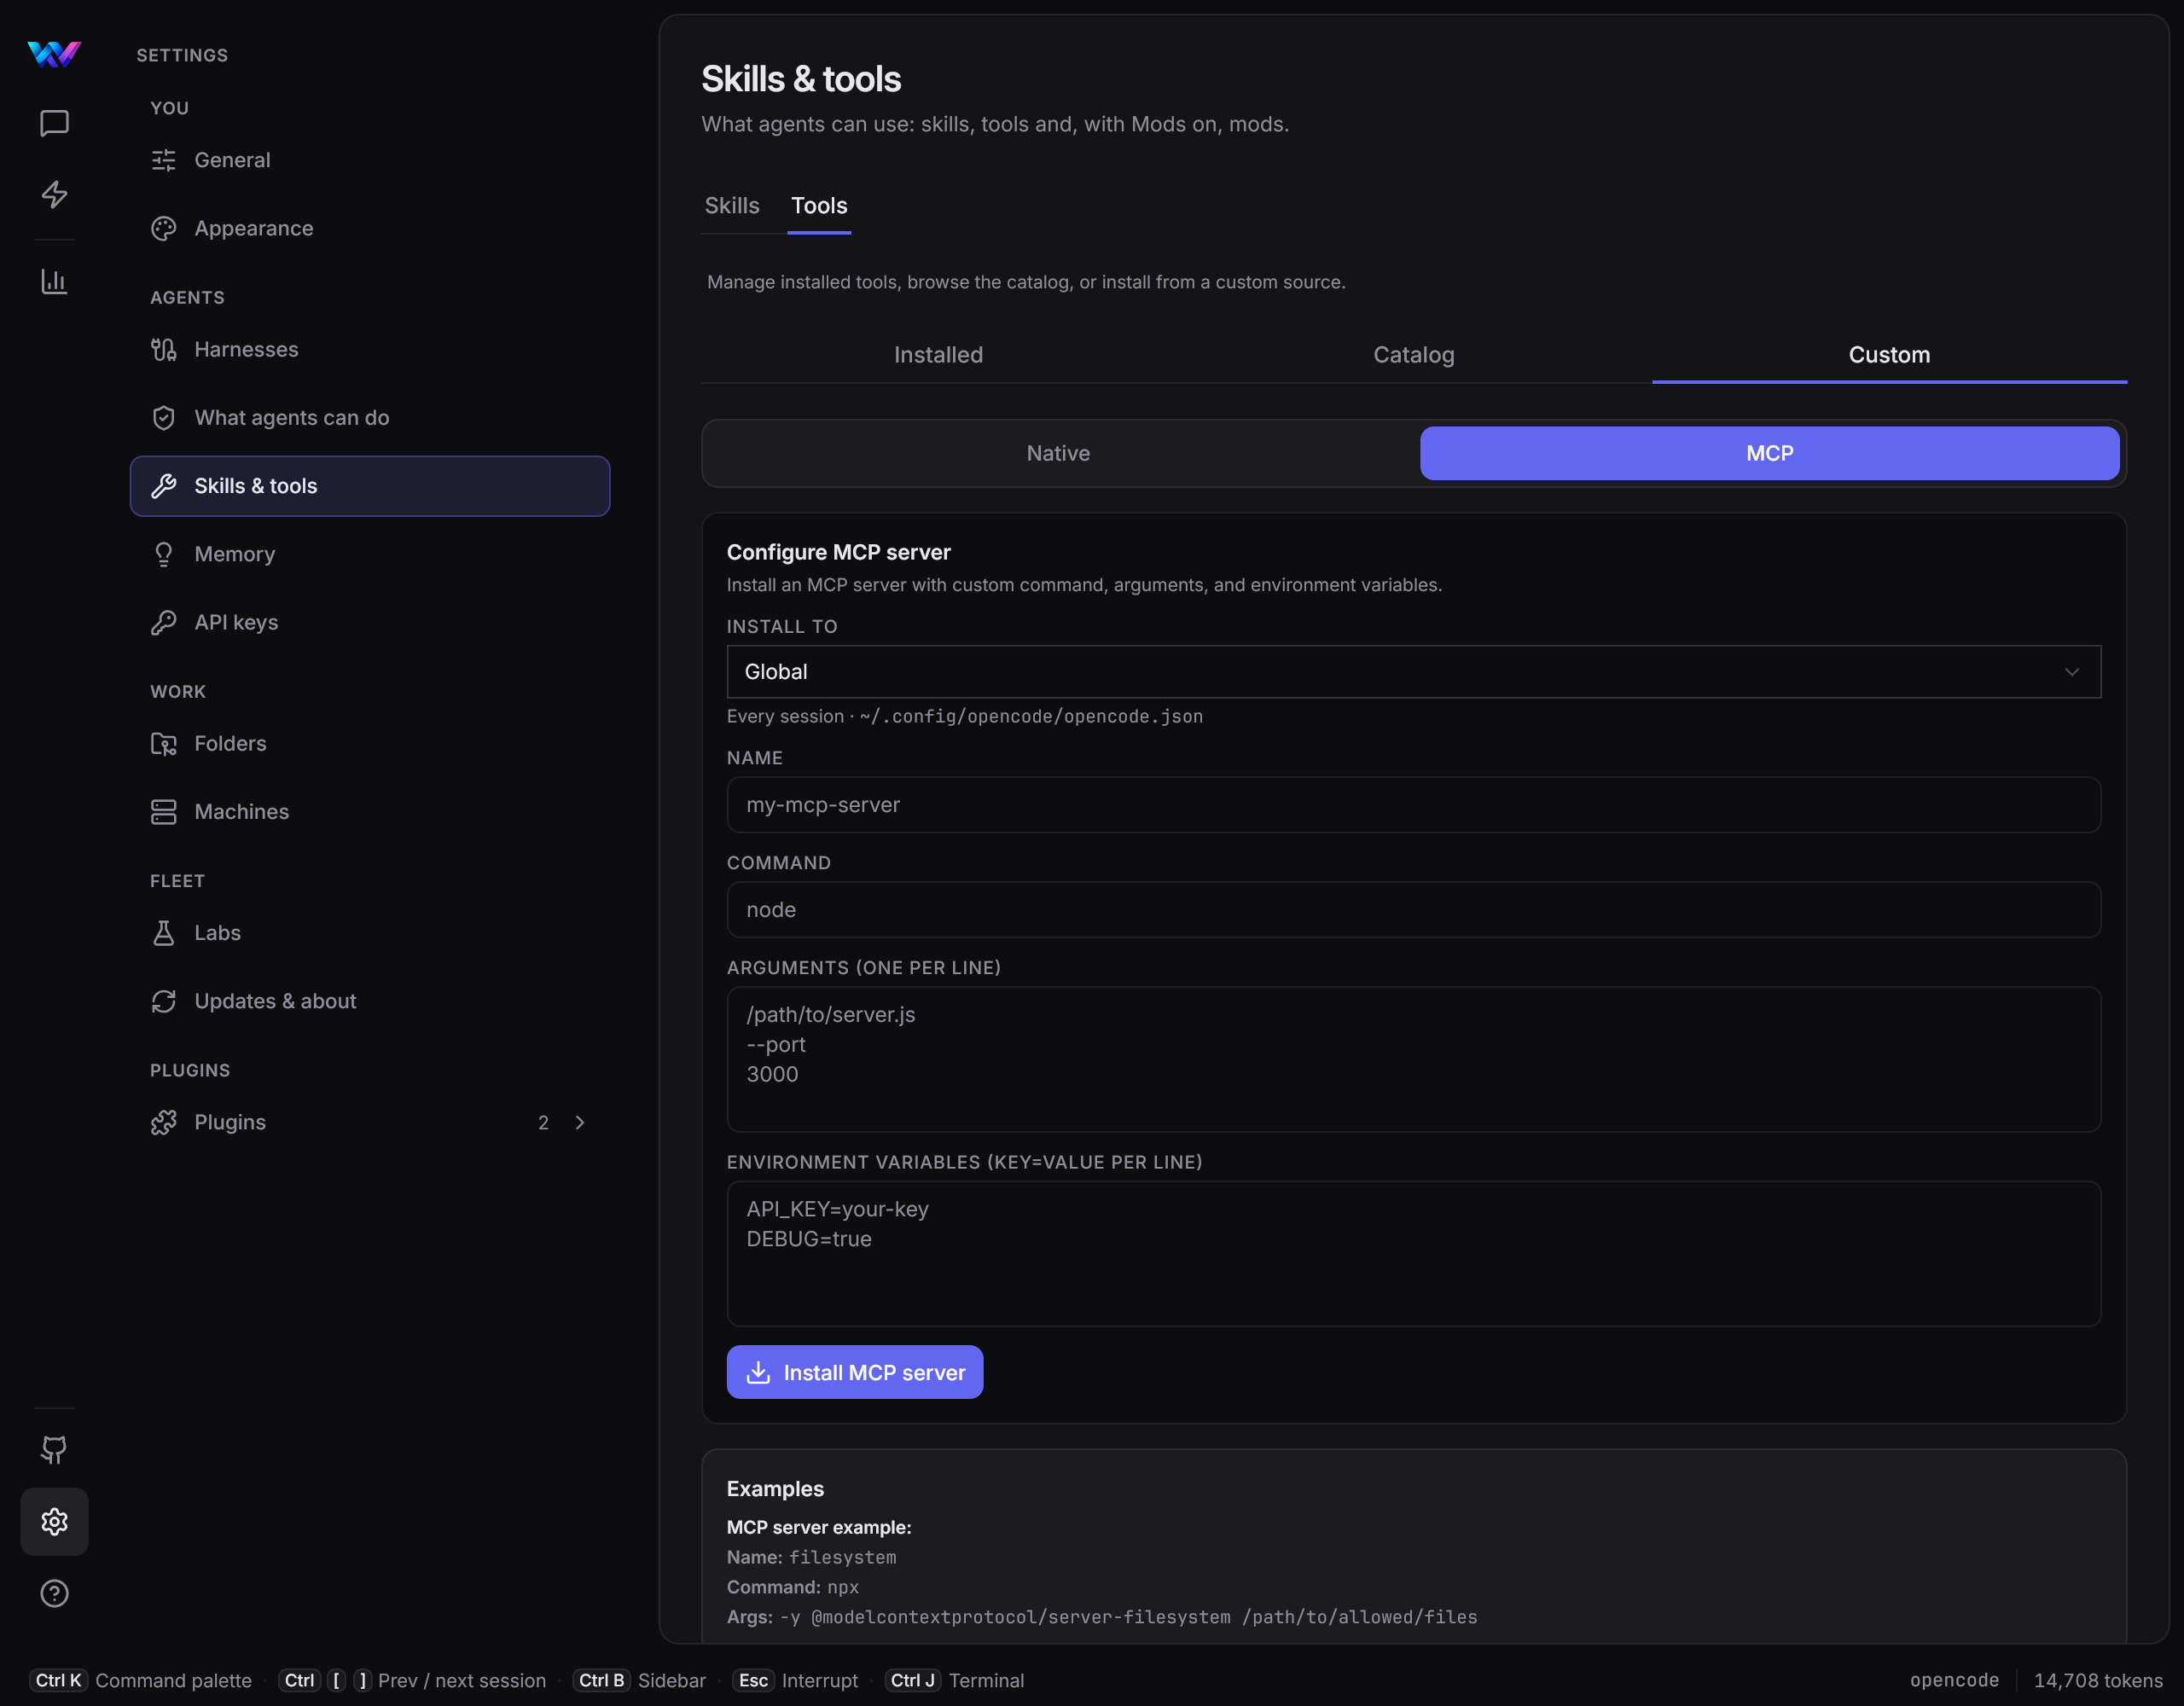 SETTINGS
YOU
General
Appearance
AGENTS
Harnesses
What agents can do
Skills & tools
Memory
API keys
WORK
Folders
Machines
FLEET
Labs
Updates & about
PLUGINS
Plugins 2
Skills & tools
What agents can use: skills, tools and, with Mods on, mods.
Skills Tools
Manage installed tools, browse the catalog, or install from a custom source.
Installed Catalog Custom
Native MCP
Configure MCP server
Install an MCP server with custom command, arguments, and environment variables.
INSTALL TO
Global
Every session · ~/.config/opencode/opencode.json
NAME
my-mcp-server
COMMAND
node
ARGUMENTS (ONE PER LINE)
/path/to/server.js
--port
3000
ENVIRONMENT VARIABLES (KEY=VALUE PER LINE)
API_KEY=your-key
DEBUG=true
Install MCP server
Examples
MCP server example:
Name: filesystem
Command: npx
Args: -y @modelcontextprotocol/server-filesystem /path/to/allowed/files
Ctrl K Command palette · Ctrl [ ] Prev / next session · Ctrl B Sidebar · Esc Interrupt · Ctrl J Terminal opencode 14,708 tokens